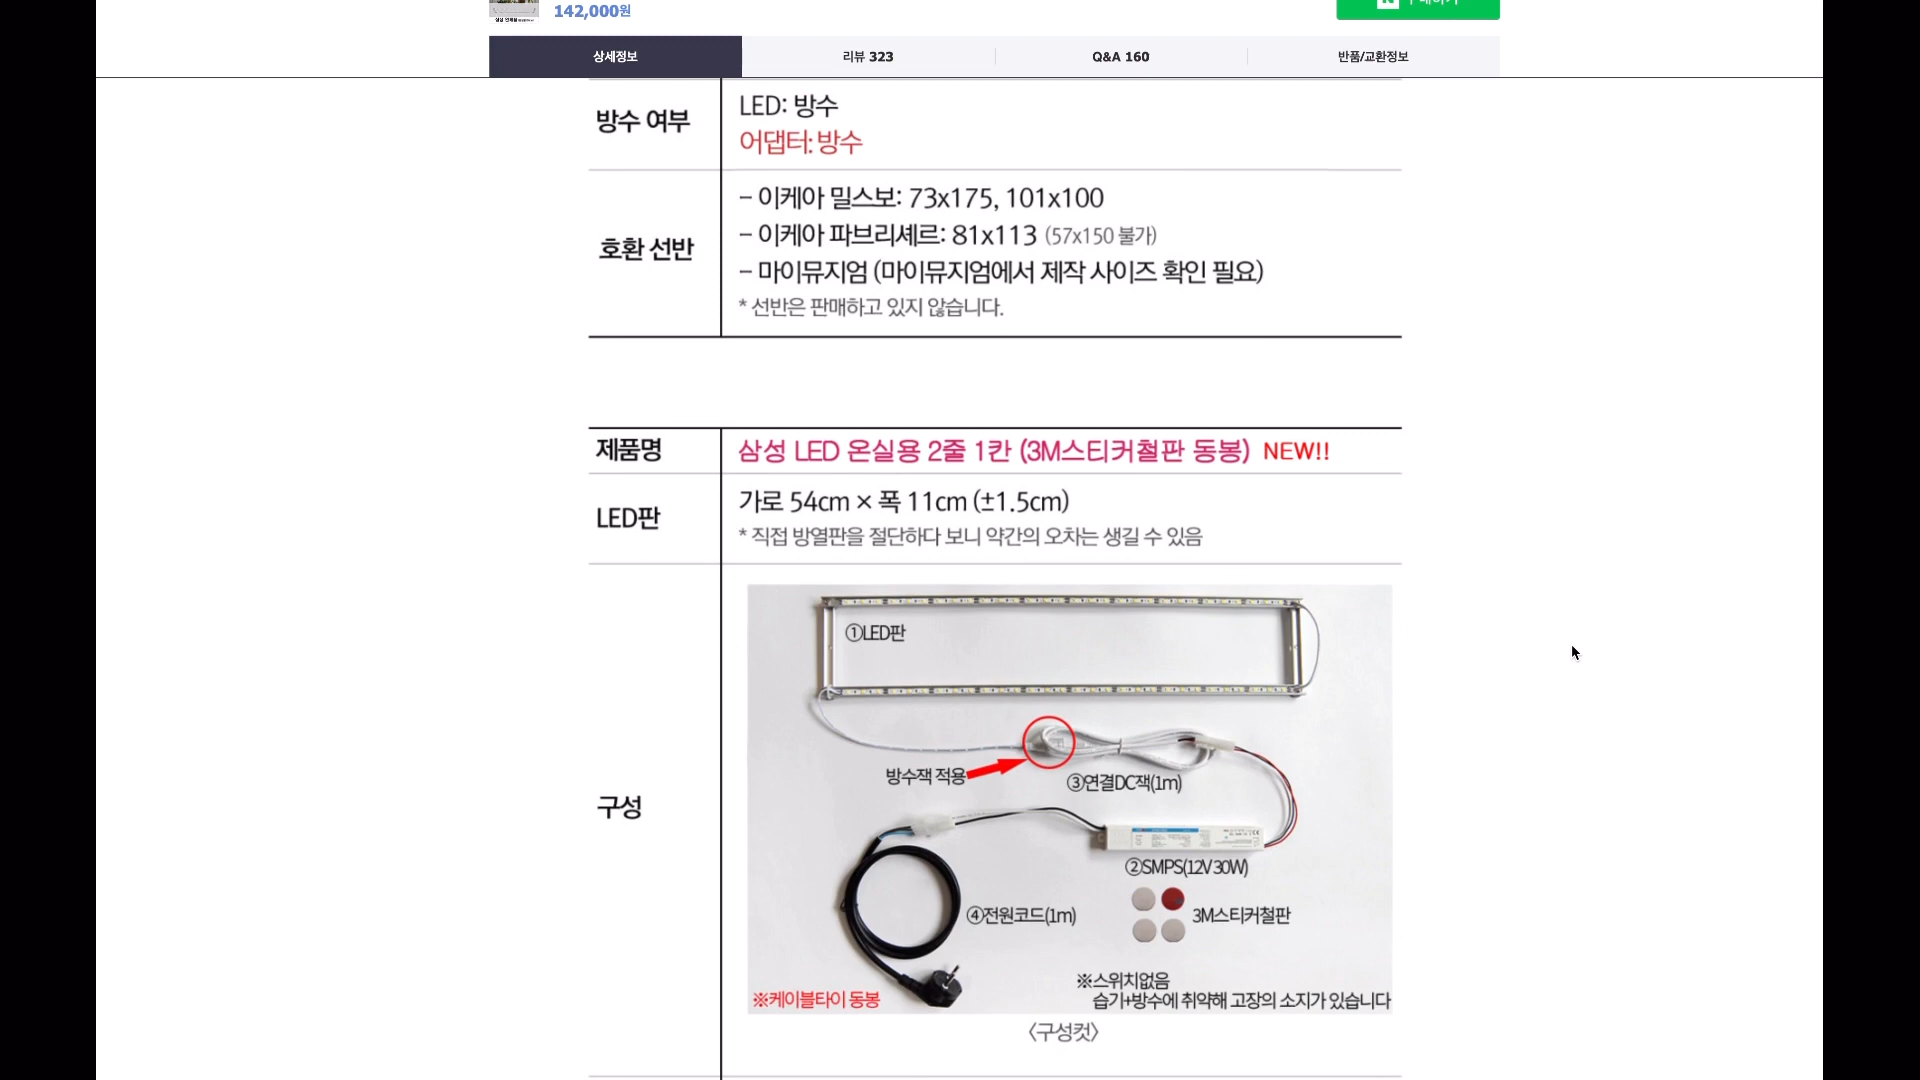 142,000원
구매하기
상세정보
리뷰 323
Q&A 160
반품/교환정보
방수 여부
LED: 방수
어댑터: 방수
호환 선반
– 이케아 밀스보: 73x175, 101x100
– 이케아 파브리셰르: 81x113 (57x150 불가)
– 마이뮤지엄 (마이뮤지엄에서 제작 사이즈 확인 필요)
* 선반은 판매하고 있지 않습니다.
제품명
삼성 LED 온실용 2줄 1칸 (3M스티커철판 동봉) NEW!!
LED판
가로 54cm × 폭 11cm (±1.5cm)
* 직접 방열판을 절단하다 보니 약간의 오차는 생길 수 있음
구성
①LED판
방수잭 적용
③연결DC잭(1m)
②SMPS(12V 30W)
④전원코드(1m)
3M스티커철판
※스위치없음
습기+방수에 취약해 고장의 소지가 있습니다
※케이블타이 동봉
〈구성컷〉